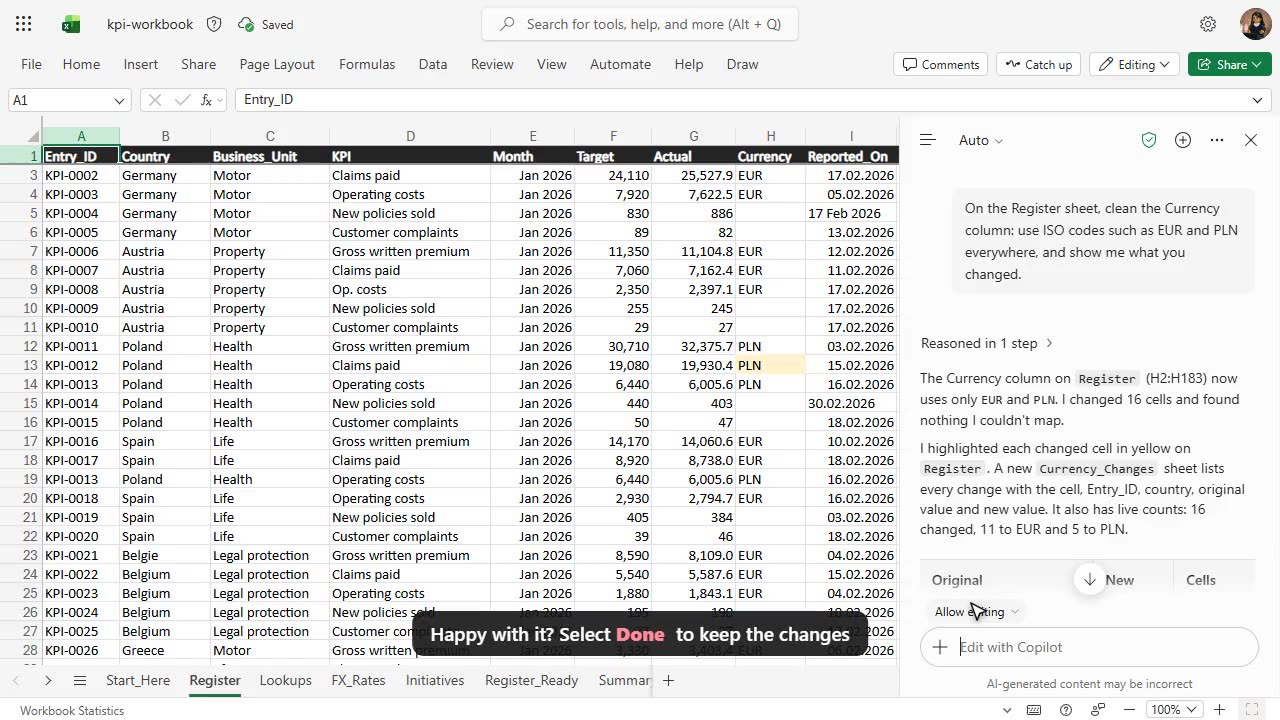 kpi-workbook
Saved
Search for tools, help, and more (Alt + Q)
File Home Insert Share Page Layout Formulas Data Review View Automate Help Draw
Comments Catch up Editing Share
A1 fx Entry_ID
A B C D E F G H I
1 Entry_ID Country Business_Unit KPI Month Target Actual Currency Reported_On
3 KPI-0002 Germany Motor Claims paid Jan 2026 24,110 25,527.9 EUR 17.02.2026
4 KPI-0003 Germany Motor Operating costs Jan 2026 7,920 7,622.5 EUR 05.02.2026
5 KPI-0004 Germany Motor New policies sold Jan 2026 830 886 17 Feb 2026
6 KPI-0005 Germany Motor Customer complaints Jan 2026 89 82 13.02.2026
7 KPI-0006 Austria Property Gross written premium Jan 2026 11,350 11,104.8 EUR 12.02.2026
8 KPI-0007 Austria Property Claims paid Jan 2026 7,060 7,162.4 EUR 11.02.2026
9 KPI-0008 Austria Property Op. costs Jan 2026 2,350 2,397.1 EUR 17.02.2026
10 KPI-0009 Austria Property New policies sold Jan 2026 255 245 17.02.2026
11 KPI-0010 Austria Property Customer complaints Jan 2026 29 27 17.02.2026
12 KPI-0011 Poland Health Gross written premium Jan 2026 30,710 32,375.7 PLN 03.02.2026
13 KPI-0012 Poland Health Claims paid Jan 2026 19,080 19,930.4 PLN 15.02.2026
14 KPI-0013 Poland Health Operating costs Jan 2026 6,440 6,005.6 PLN 16.02.2026
15 KPI-0014 Poland Health New policies sold Jan 2026 440 403 30.02.2026
16 KPI-0015 Poland Health Customer complaints Jan 2026 50 47 18.02.2026
17 KPI-0016 Spain Life Gross written premium Jan 2026 14,170 14,060.6 EUR 10.02.2026
18 KPI-0017 Spain Life Claims paid Jan 2026 8,920 8,738.0 EUR 18.02.2026
19 KPI-0013 Poland Health Operating costs Jan 2026 6,440 6,005.6 PLN 16.02.2026
20 KPI-0018 Spain Life Operating costs Jan 2026 2,930 2,794.7 EUR 16.02.2026
21 KPI-0019 Spain Life New policies sold Jan 2026 405 384 03.02.2026
22 KPI-0020 Spain Life Customer complaints Jan 2026 39 46 18.02.2026
23 KPI-0021 Belgie Legal protection Gross written premium Jan 2026 8,590 8,109.0 EUR 04.02.2026
24 KPI-0022 Belgium Legal protection Claims paid Jan 2026 5,540 5,587.6 EUR 15.02.2026
25 KPI-0023 Belgium Legal protection Operating costs Jan 2026 1,880 1,843.1 EUR 04.02.2026
26 KPI-0024 Belgium Legal protection New policies sold
27 KPI-0025 Belgium Legal protection Customer
28 KPI-0026 Greece Motor Gross written premium Jan 2026
Happy with it? Select Done to keep the changes
Start_Here Register Lookups FX_Rates Initiatives Register_Ready Summar
Workbook Statistics
100%
Auto
On the Register sheet, clean the Currency
column: use ISO codes such as EUR and PLN
everywhere, and show me what you
changed.
Reasoned in 1 step
The Currency column on Register (H2:H183) now
uses only EUR and PLN. I changed 16 cells and found
nothing I couldn't map.
I highlighted each changed cell in yellow on
Register. A new Currency_Changes sheet lists
every change with the cell, Entry_ID, country, original
value and new value. It also has live counts: 16
changed, 11 to EUR and 5 to PLN.
Original New Cells
Allow editing
Edit with Copilot
AI-generated content may be incorrect